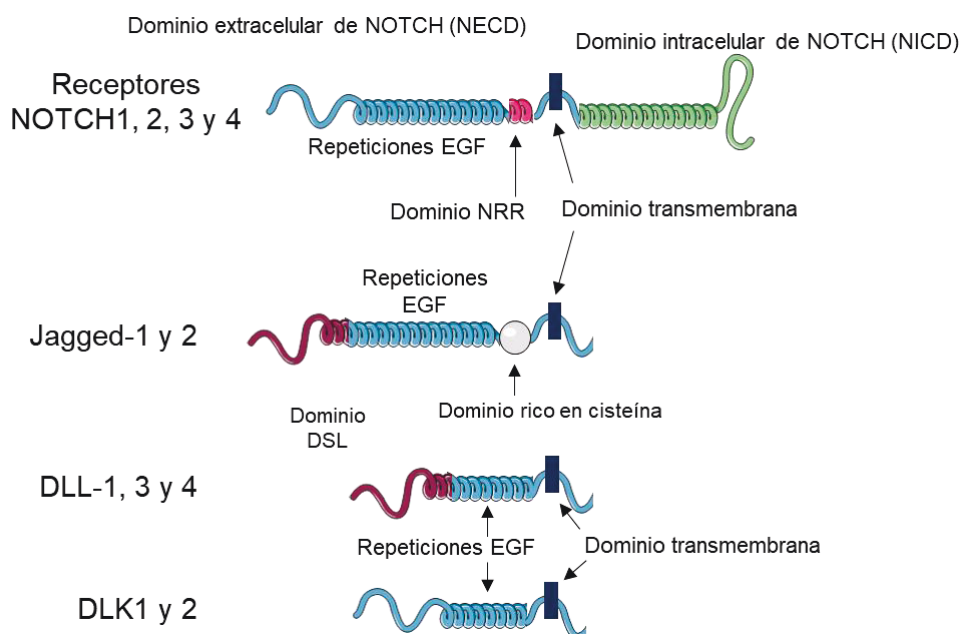 Dominio extracelular de NOTCH (NECD)
Dominio intracelular de NOTCH (NICD)
Receptores
NOTCH1, 2, 3 y 4
Repeticiones EGF
Dominio NRR
Dominio transmembrana
Repeticiones
EGF
Jagged-1 y 2
Dominio rico en cisteína
Dominio
DSL
DLL-1, 3 y 4
Repeticiones EGF
Dominio transmembrana
DLK1 y 2